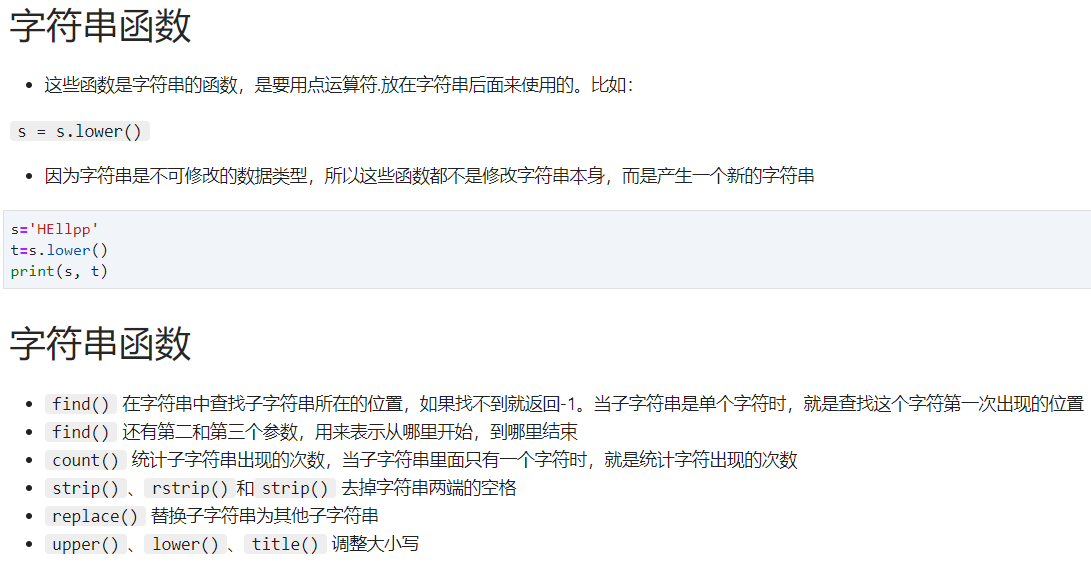 字符串函数
这些函数是字符串的函数，是要用点运算符.放在字符串后面来使用的。比如：
s = s.lower()
因为字符串是不可修改的数据类型，所以这些函数都不是修改字符串本身，而是产生一个新的字符串
s='HEllpp'
t=s.lower()
print(s, t)
字符串函数
find() 在字符串中查找子字符串所在的位置，如果找不到就返回-1。当子字符串是单个字符时，就是查找这个字符第一次出现的位置
find() 还有第二和第三个参数，用来表示从哪里开始，到哪里结束
count() 统计子字符串出现的次数，当子字符串里面只有一个字符时，就是统计字符出现的次数
strip()、rstrip()和strip() 去掉字符串两端的空格
replace() 替换子字符串为其他子字符串
upper()、lower()、title() 调整大小写